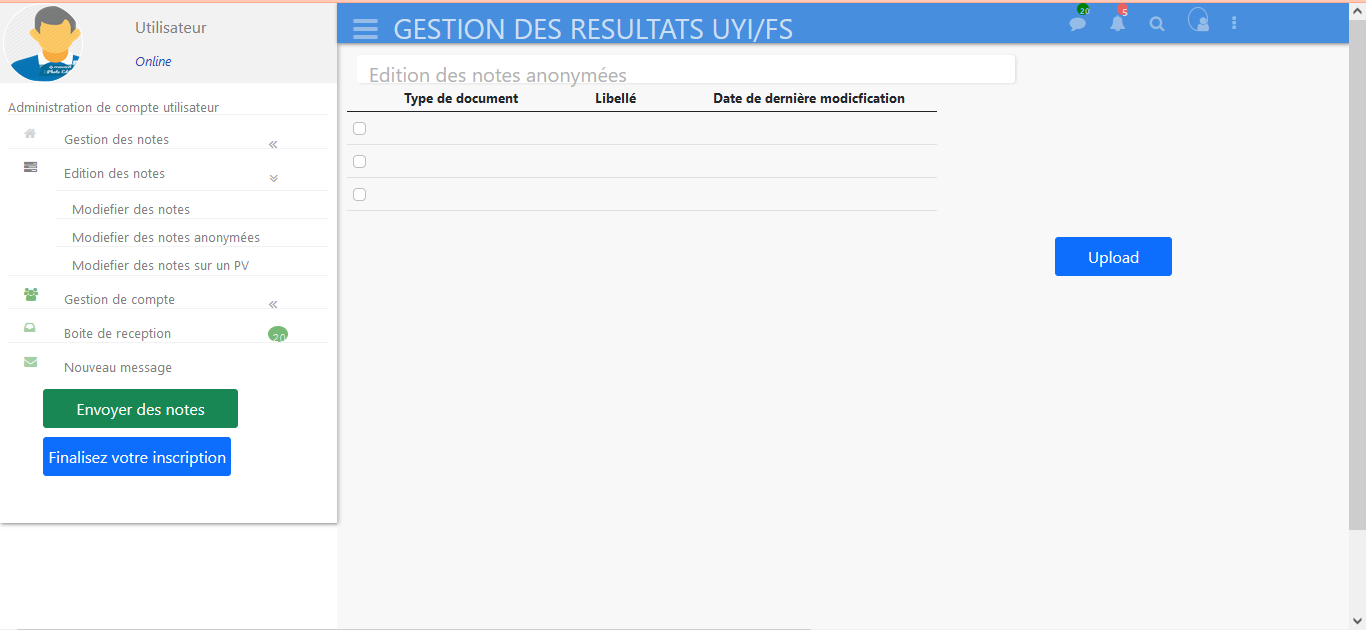 Utilisateur
Online
GESTION DES RESULTATS UYI/FS
20
5
Administration de compte utilisateur
Gestion des notes
Edition des notes
Modiefier des notes
Modiefier des notes anonymées
Modiefier des notes sur un PV
Gestion de compte
Boite de reception
20
Nouveau message
Envoyer des notes
Finalisez votre inscription
Edition des notes anonymées
Type de document Libellé Date de dernière modicfication
Upload